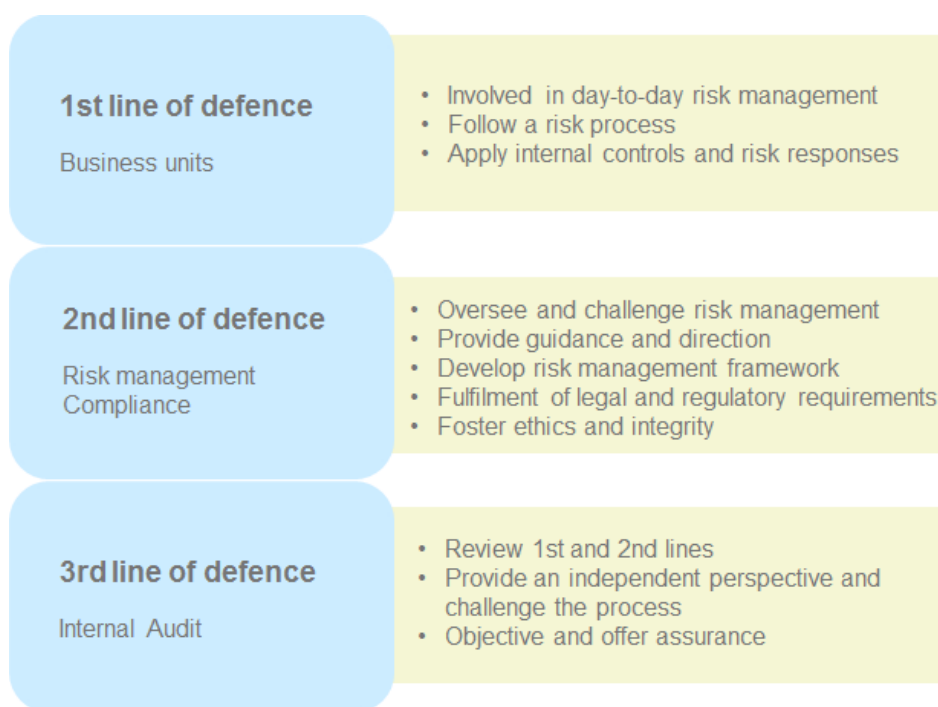 1st line of defence
Business units
• Involved in day-to-day risk management
• Follow a risk process
• Apply internal controls and risk responses
2nd line of defence
Risk management
Compliance
• Oversee and challenge risk management
• Provide guidance and direction
• Develop risk management framework
• Fulfilment of legal and regulatory requirements
• Foster ethics and integrity
3rd line of defence
Internal Audit
• Review 1st and 2nd lines
• Provide an independent perspective and
challenge the process
• Objective and offer assurance